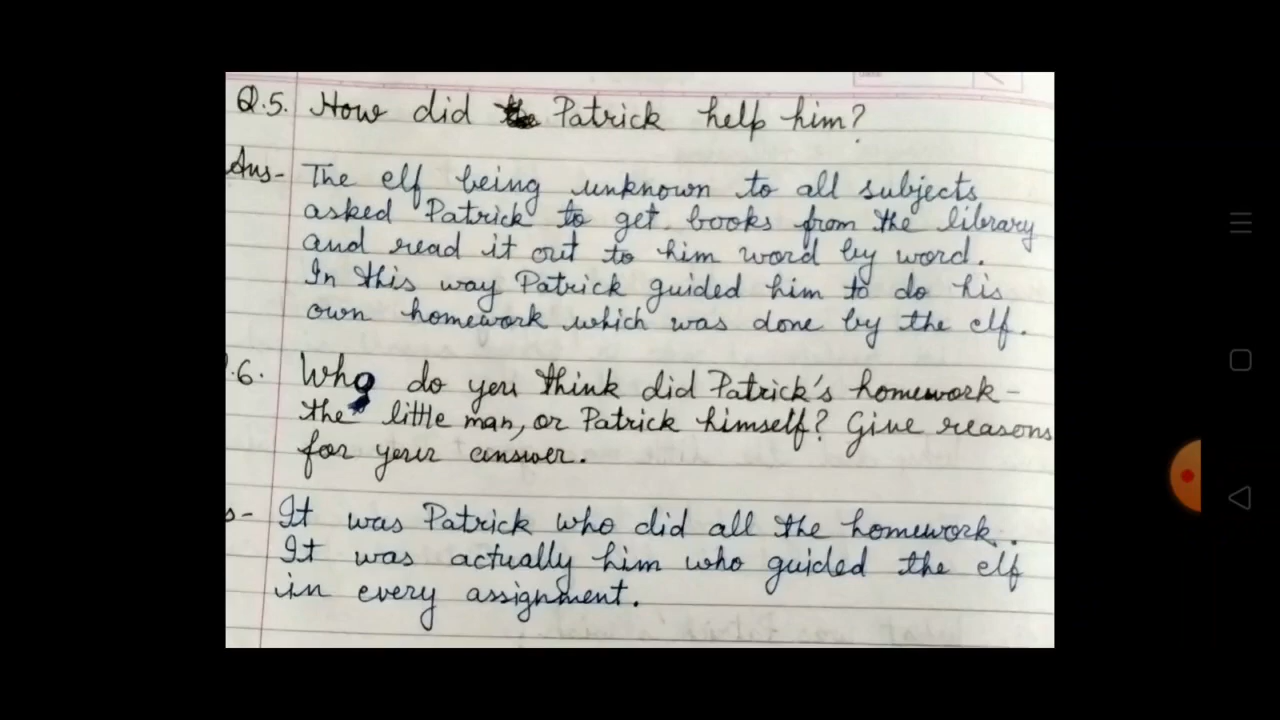 Q.5. How did Patrick help him?
Ans- The elf being unknown to all subjects
asked Patrick to get books from the library
and read it out to him word by word.
In this way Patrick guided him to do his
own homework which was done by the elf.
.6. Who do you think did Patrick's homework -
the little man, or Patrick himself? Give reasons
for your answer.
s- It was Patrick who did all the homework.
It was actually him who guided the elf
in every assignment.